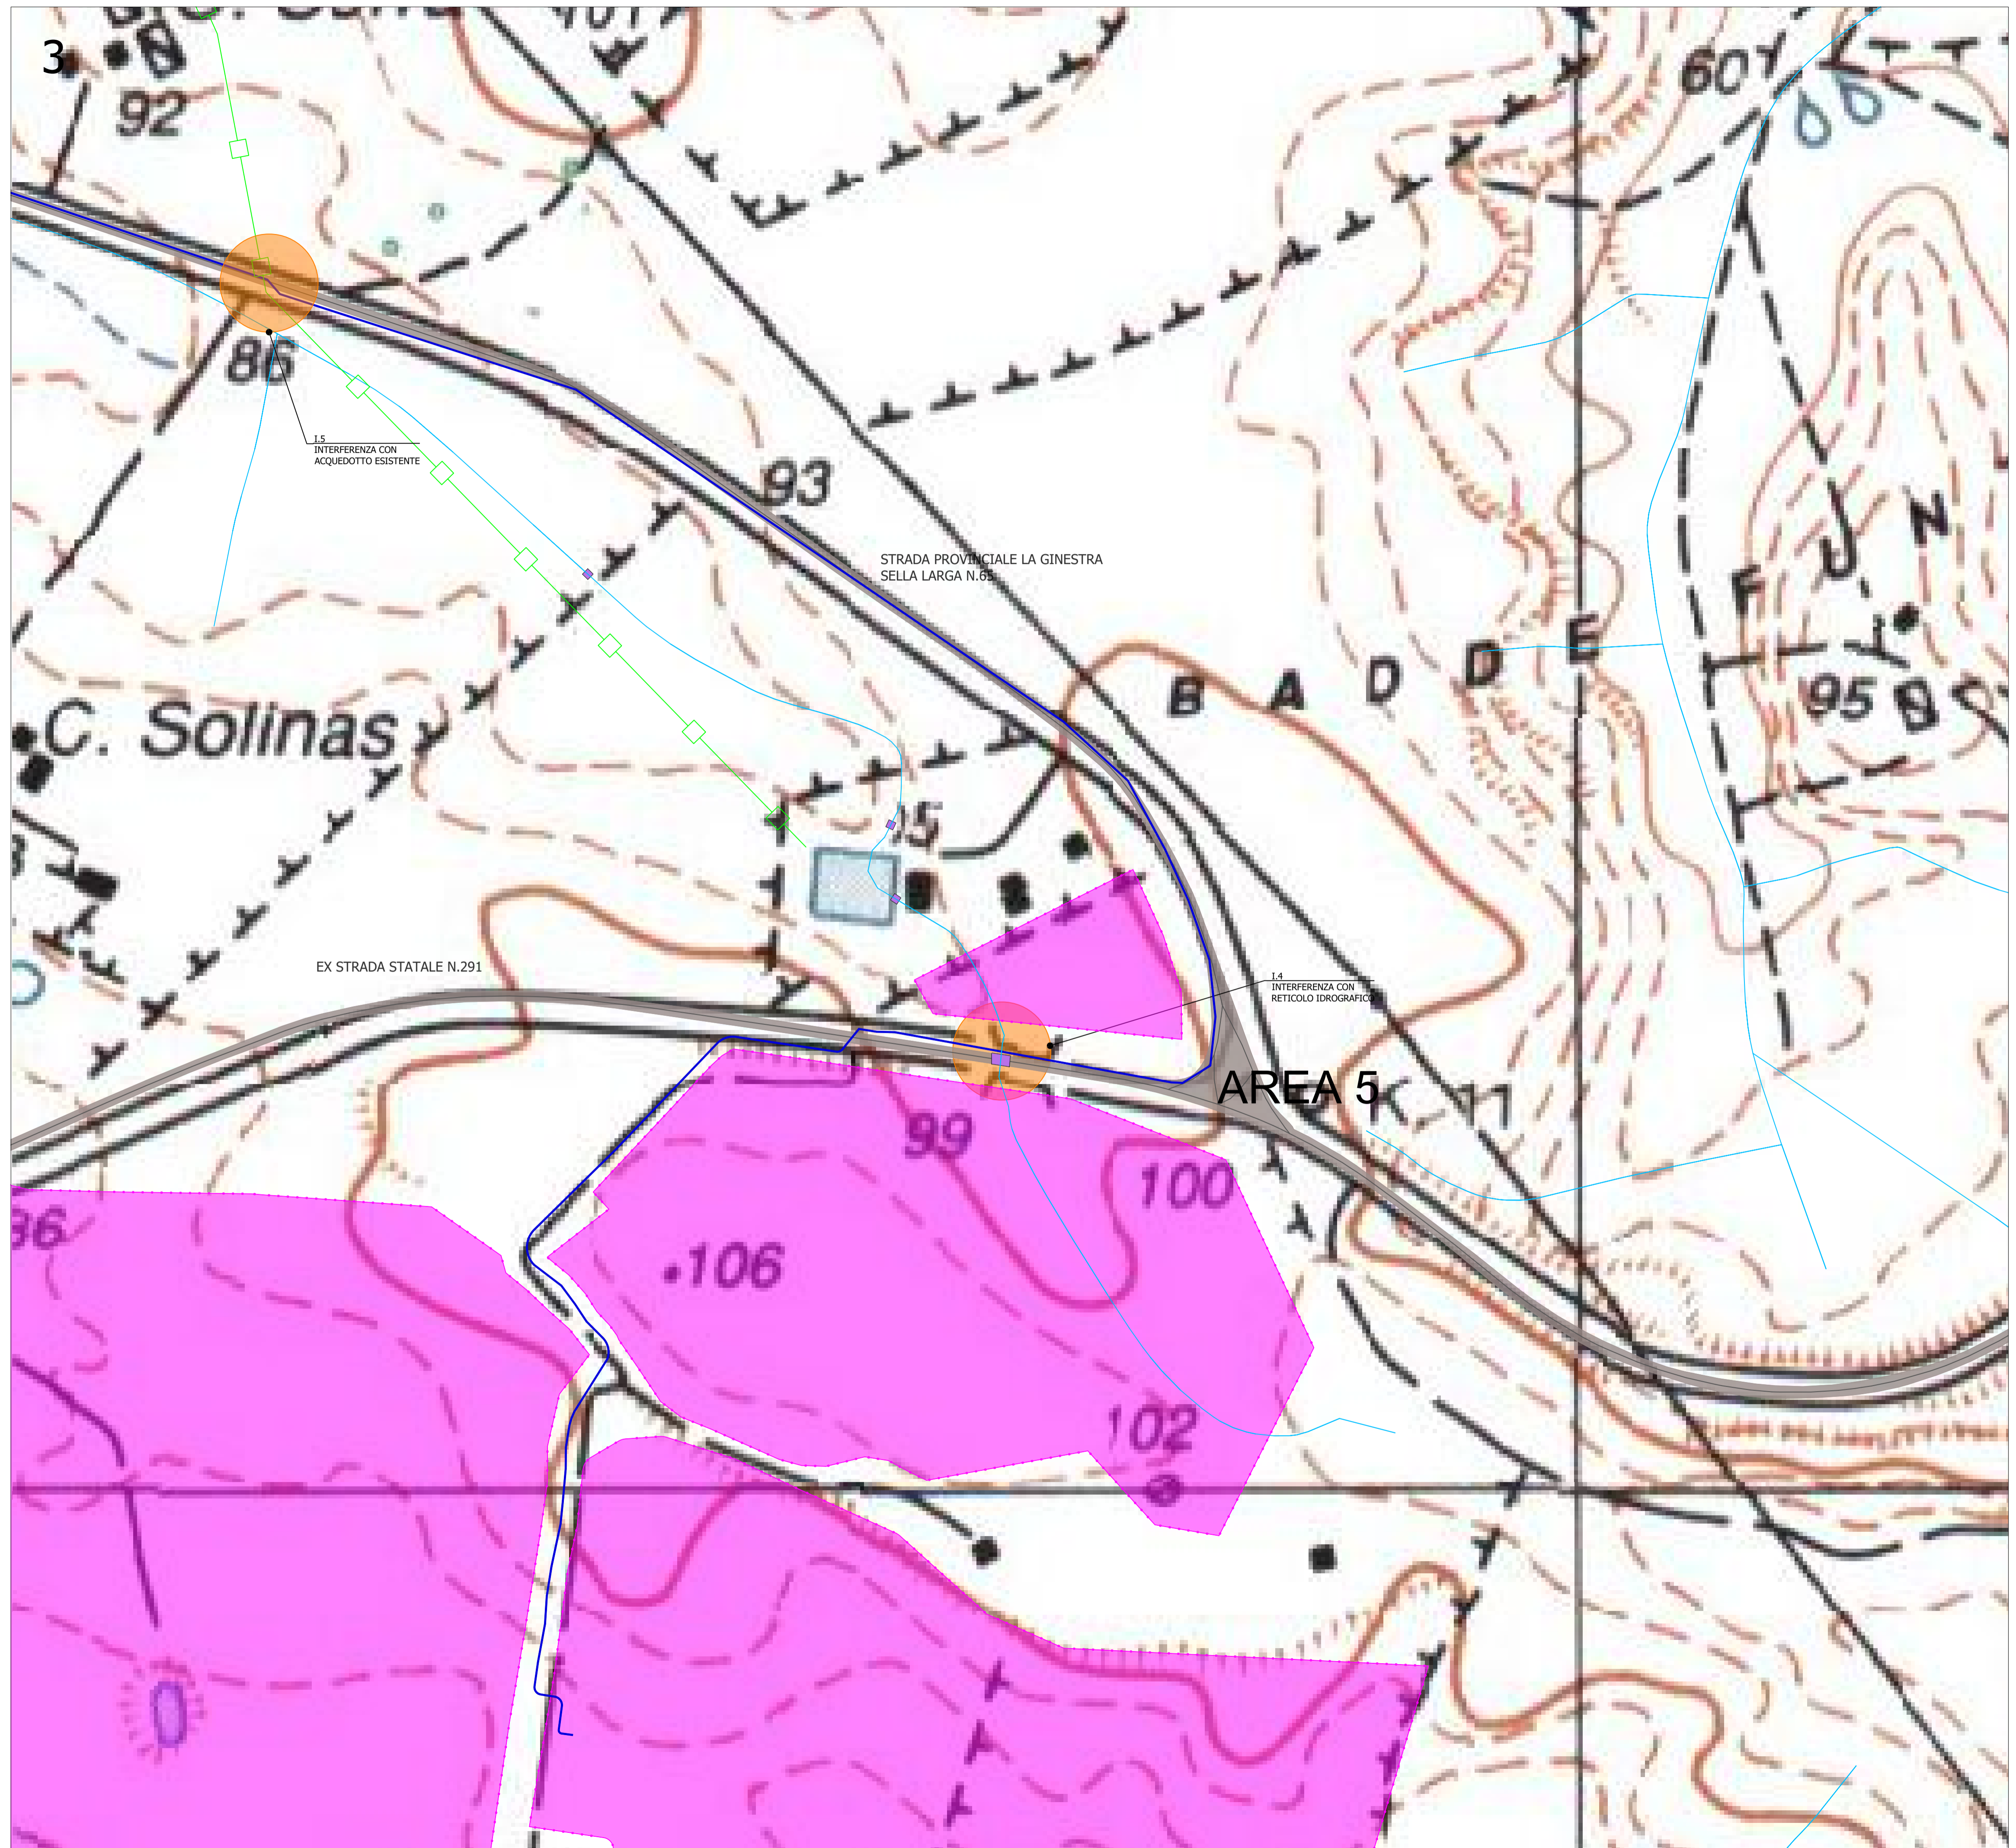 3
92
60
86
I.5
INTERFERENZA CON
ACQUEDOTTO ESISTENTE
93
STRADA PROVINCIALE LA GINESTRA
SELLA LARGA N.65
F U N
B A D D E
95
C. Solinas
EX STRADA STATALE N.291
I.4
INTERFERENZA CON
RETICOLO IDROGRAFICO
AREA 5
99
100
106
102